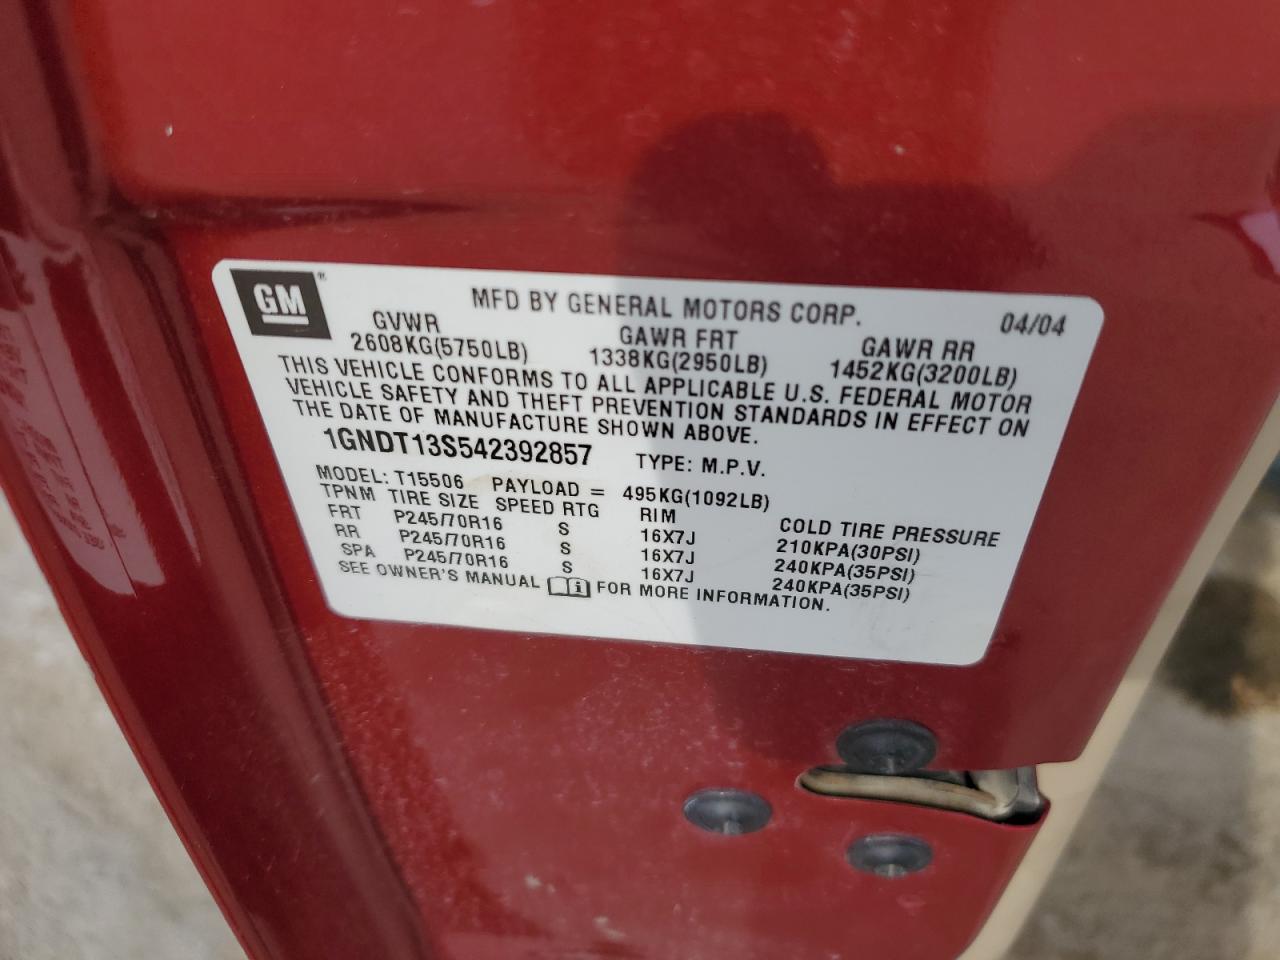 GM®
MFD BY GENERAL MOTORS CORP. 04/04
GVWR GAWR FRT GAWR RR
2608KG(5750LB) 1338KG(2950LB) 1452KG(3200LB)
THIS VEHICLE CONFORMS TO ALL APPLICABLE U.S. FEDERAL MOTOR
VEHICLE SAFETY AND THEFT PREVENTION STANDARDS IN EFFECT ON
THE DATE OF MANUFACTURE SHOWN ABOVE.
1GNDT13S542392857 TYPE: M.P.V.
MODEL: T15506 PAYLOAD = 495KG(1092LB)
TPNM TIRE SIZE SPEED RTG RIM COLD TIRE PRESSURE
FRT P245/70R16 S 16X7J 210KPA(30PSI)
RR P245/70R16 S 16X7J 240KPA(35PSI)
SPA P245/70R16 S 16X7J 240KPA(35PSI)
SEE OWNER'S MANUAL FOR MORE INFORMATION.